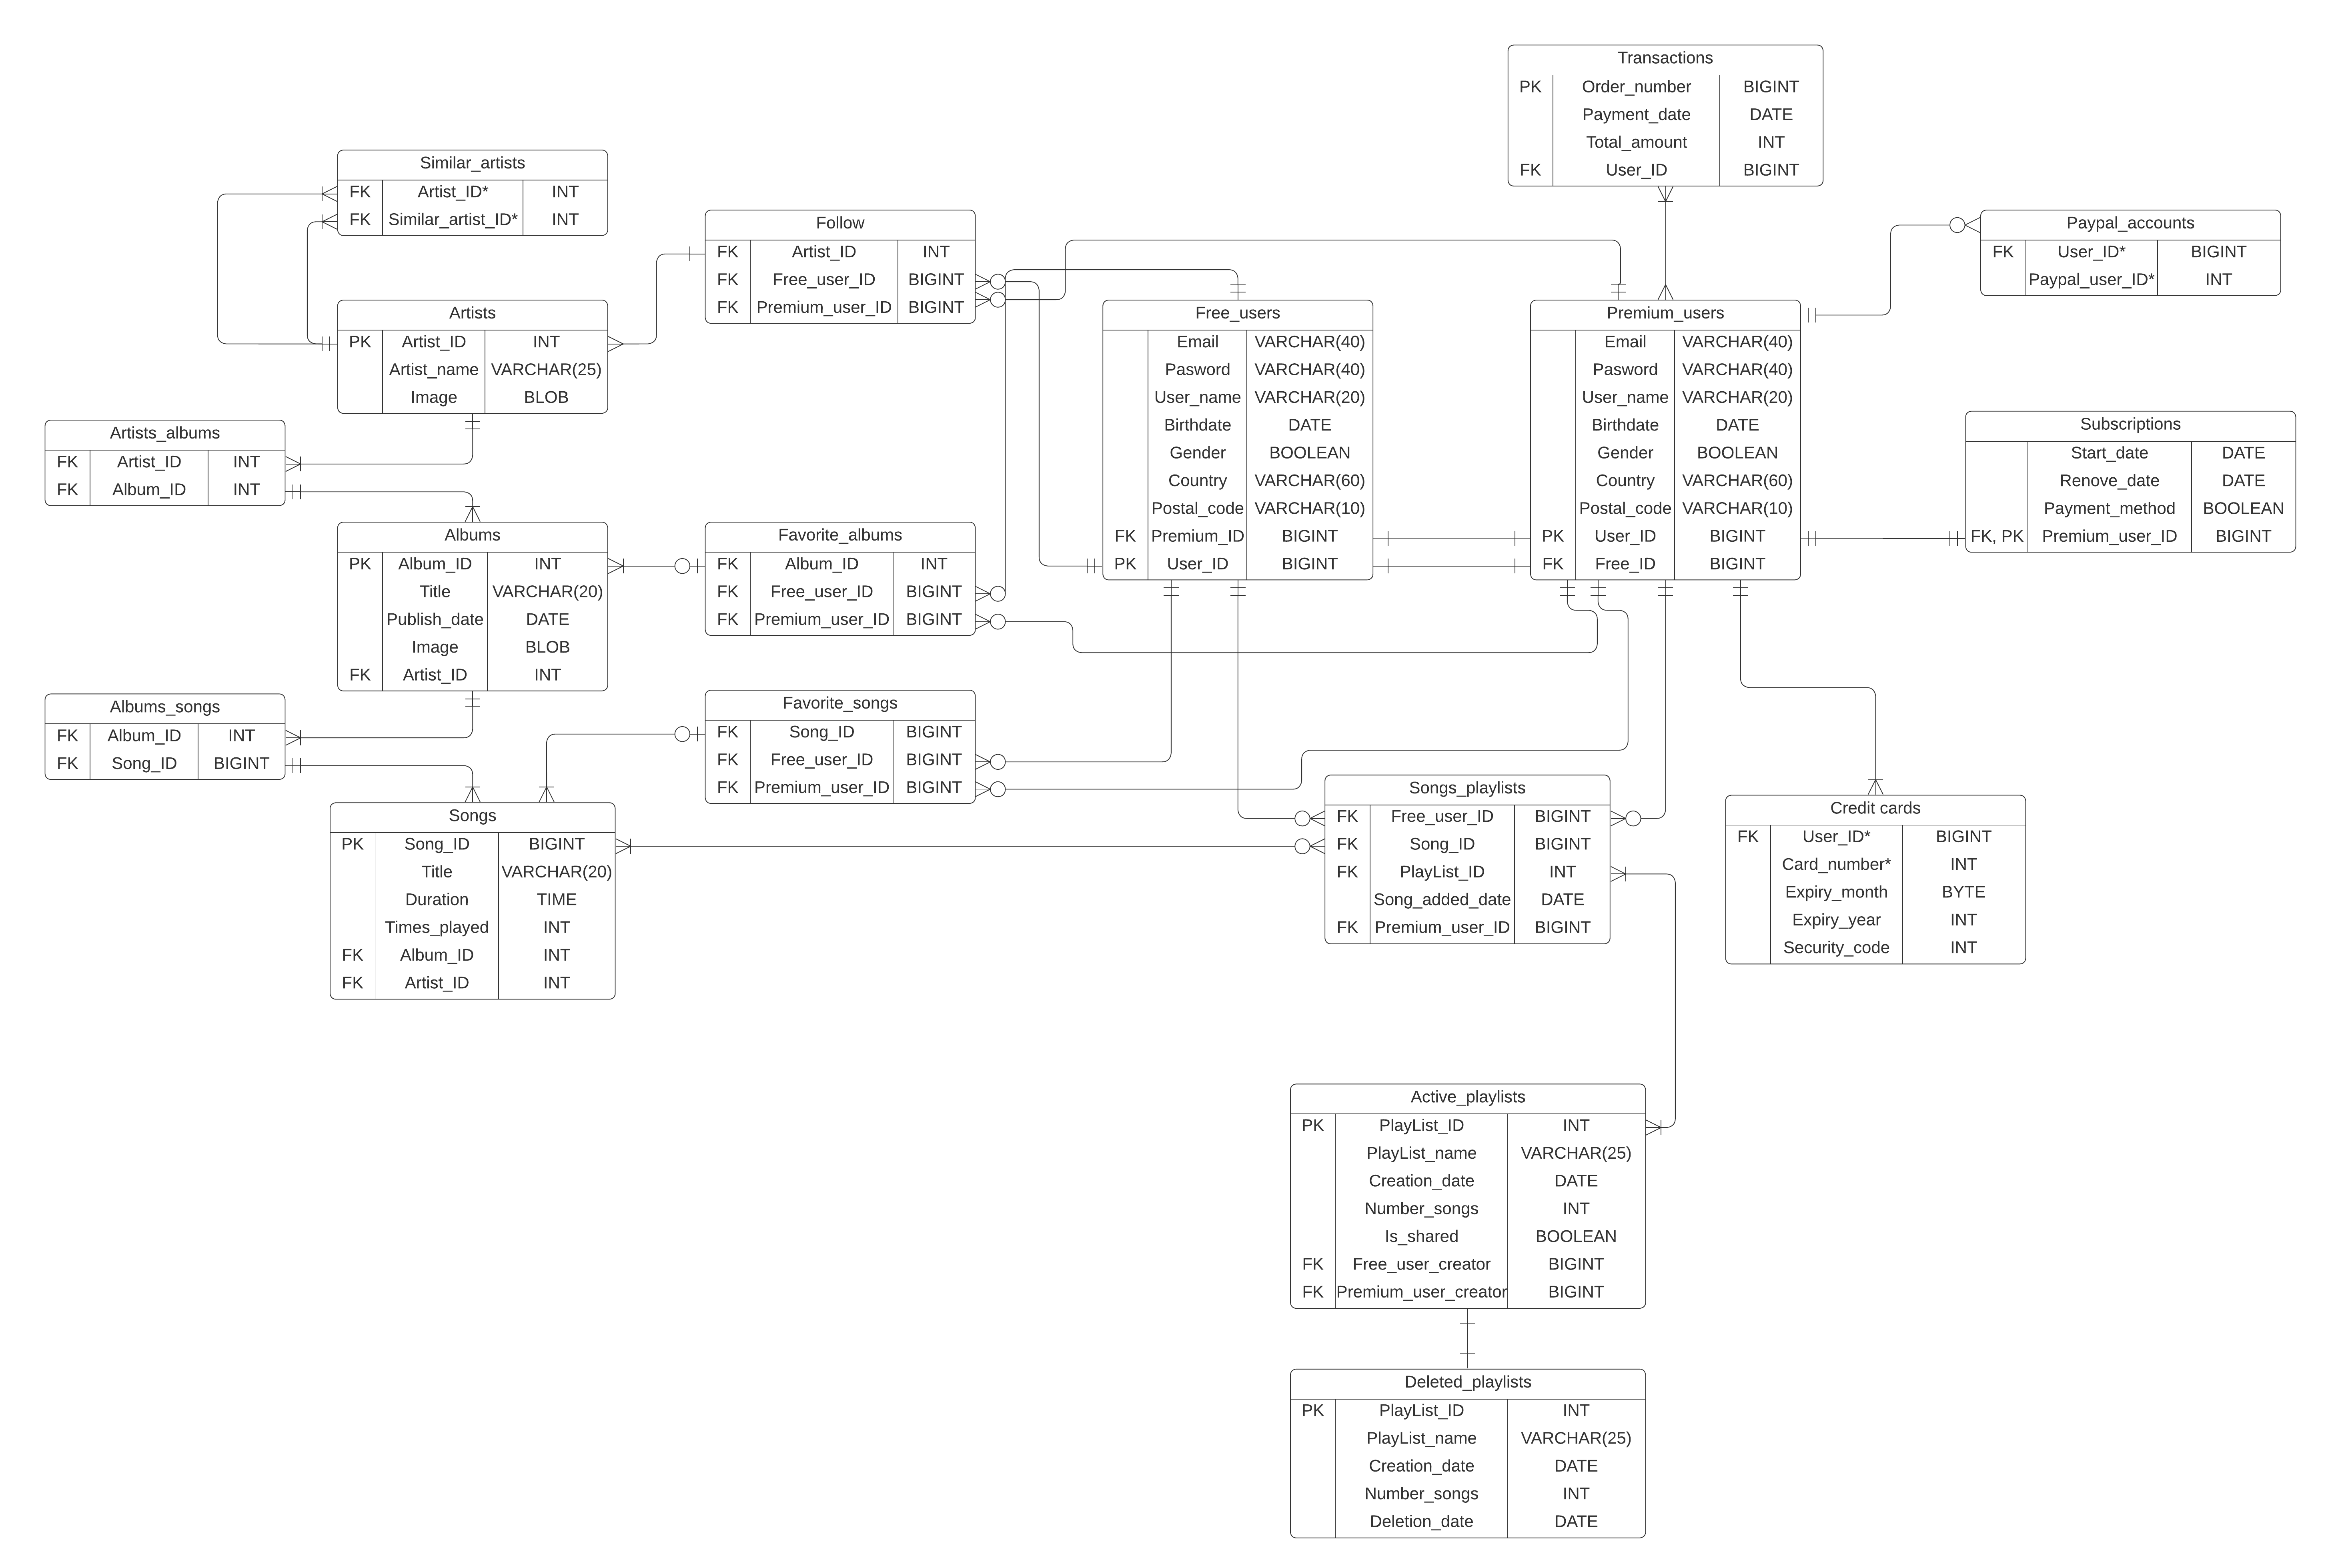 Transactions
PK Order_number BIGINT
Payment_date DATE
Total_amount INT
FK User_ID BIGINT
Similar_artists
FK Artist_ID* INT
FK Similar_artist_ID* INT
Follow
FK Artist_ID INT
FK Free_user_ID BIGINT
FK Premium_user_ID BIGINT
Paypal_accounts
FK User_ID* BIGINT
Paypal_user_ID* INT
Artists
PK Artist_ID INT
Artist_name VARCHAR(25)
Image BLOB
Free_users
Email VARCHAR(40)
Pasword VARCHAR(40)
User_name VARCHAR(20)
Birthdate DATE
Gender BOOLEAN
Country VARCHAR(60)
Postal_code VARCHAR(10)
FK Premium_ID BIGINT
PK User_ID BIGINT
Premium_users
Email VARCHAR(40)
Pasword VARCHAR(40)
User_name VARCHAR(20)
Birthdate DATE
Gender BOOLEAN
Country VARCHAR(60)
Postal_code VARCHAR(10)
PK User_ID BIGINT
FK Free_ID BIGINT
Subscriptions
Start_date DATE
Renove_date DATE
Payment_method BOOLEAN
FK, PK Premium_user_ID BIGINT
Artists_albums
FK Artist_ID INT
FK Album_ID INT
Albums
PK Album_ID INT
Title VARCHAR(20)
Publish_date DATE
Image BLOB
FK Artist_ID INT
Favorite_albums
FK Album_ID INT
FK Free_user_ID BIGINT
FK Premium_user_ID BIGINT
Albums_songs
FK Album_ID INT
FK Song_ID BIGINT
Favorite_songs
FK Song_ID BIGINT
FK Free_user_ID BIGINT
FK Premium_user_ID BIGINT
Songs
PK Song_ID BIGINT
Title VARCHAR(20)
Duration TIME
Times_played INT
FK Album_ID INT
FK Artist_ID INT
Songs_playlists
FK Free_user_ID BIGINT
FK Song_ID BIGINT
FK PlayList_ID INT
Song_added_date DATE
FK Premium_user_ID BIGINT
Credit cards
FK User_ID* BIGINT
Card_number* INT
Expiry_month BYTE
Expiry_year INT
Security_code INT
Active_playlists
PK PlayList_ID INT
PlayList_name VARCHAR(25)
Creation_date DATE
Number_songs INT
Is_shared BOOLEAN
FK Free_user_creator BIGINT
FK Premium_user_creator BIGINT
Deleted_playlists
PK PlayList_ID INT
PlayList_name VARCHAR(25)
Creation_date DATE
Number_songs INT
Deletion_date DATE